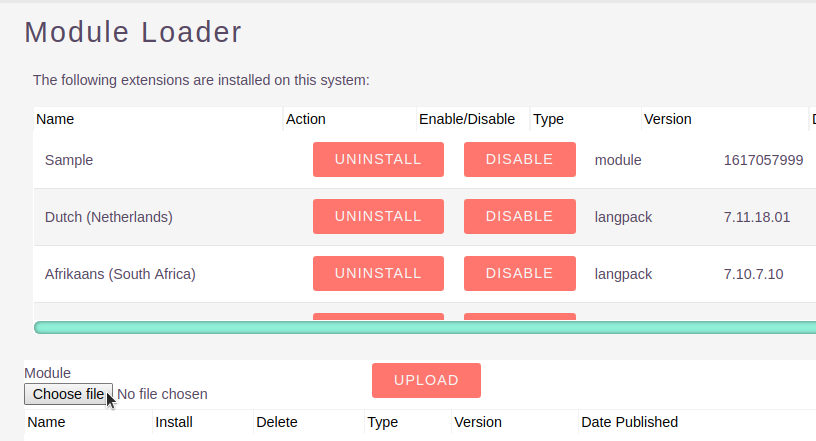 Module Loader
The following extensions are installed on this system:
Name Action Enable/Disable Type Version
Sample UNINSTALL DISABLE module 1617057999
Dutch (Netherlands) UNINSTALL DISABLE langpack 7.11.18.01
Afrikaans (South Africa) UNINSTALL DISABLE langpack 7.10.7.10
Module
UPLOAD
Choose file No file chosen
Name Install Delete Type Version Date Published